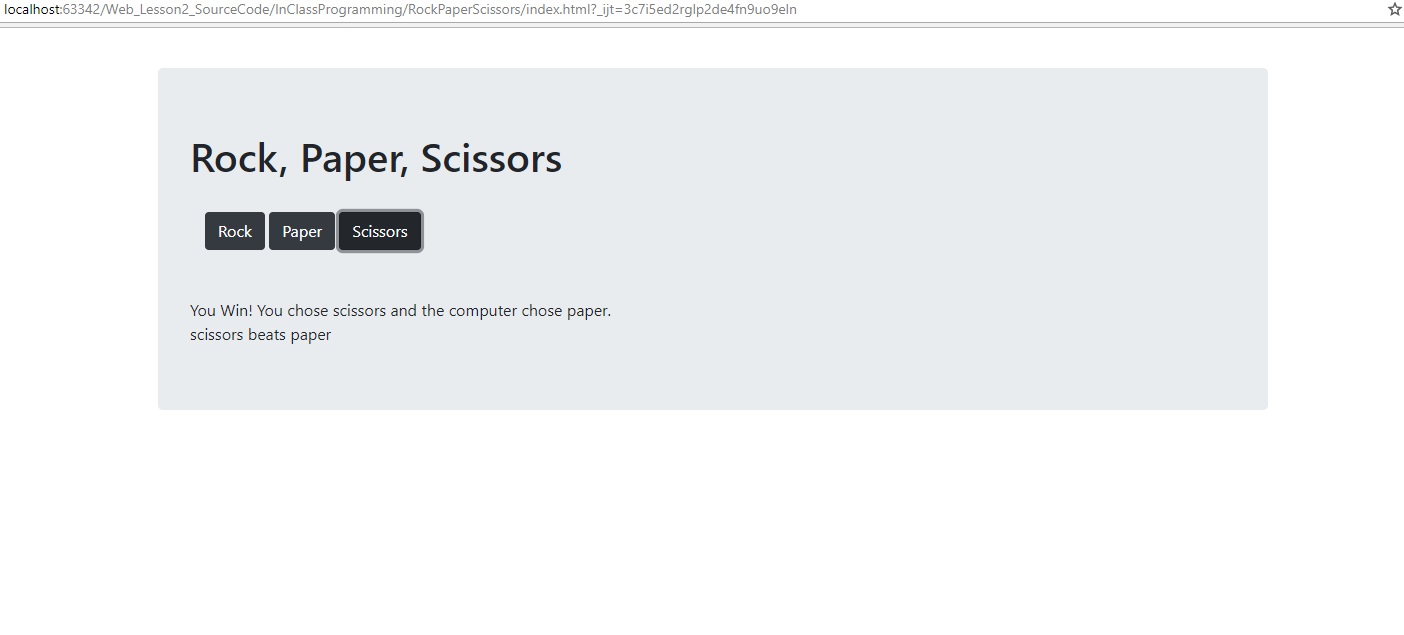 localhost:63342/Web_Lesson2_SourceCode/InClassProgramming/RockPaperScissors/index.html?_ijt=3c7i5ed2rglp2de4fn9uo9eln
Rock, Paper, Scissors
Rock Paper Scissors
You Win! You chose scissors and the computer chose paper.
scissors beats paper